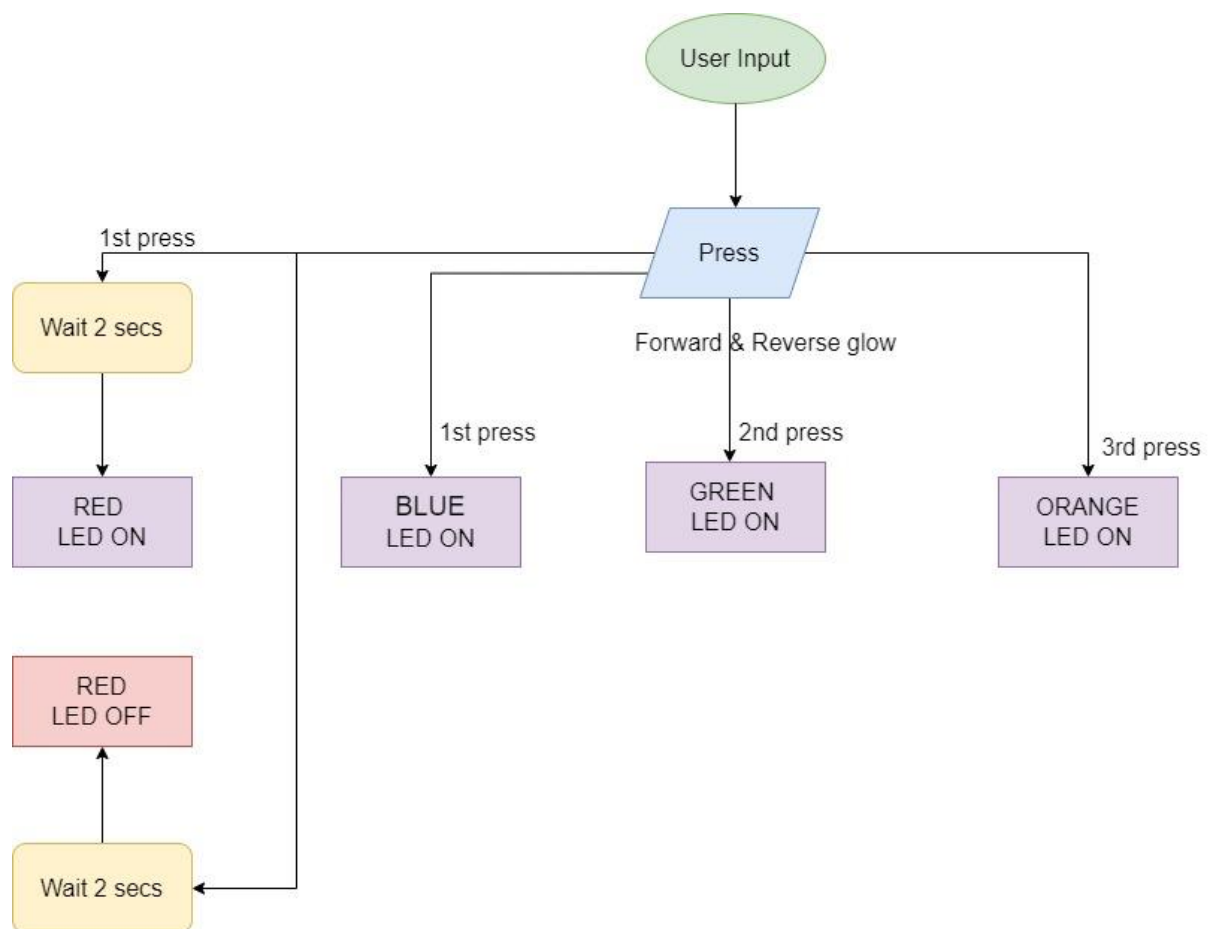 User Input
1st press
Press
Wait 2 secs
Forward & Reverse glow
1st press
2nd press
3rd press
RED
LED ON
BLUE
LED ON
GREEN
LED ON
ORANGE
LED ON
RED
LED OFF
Wait 2 secs